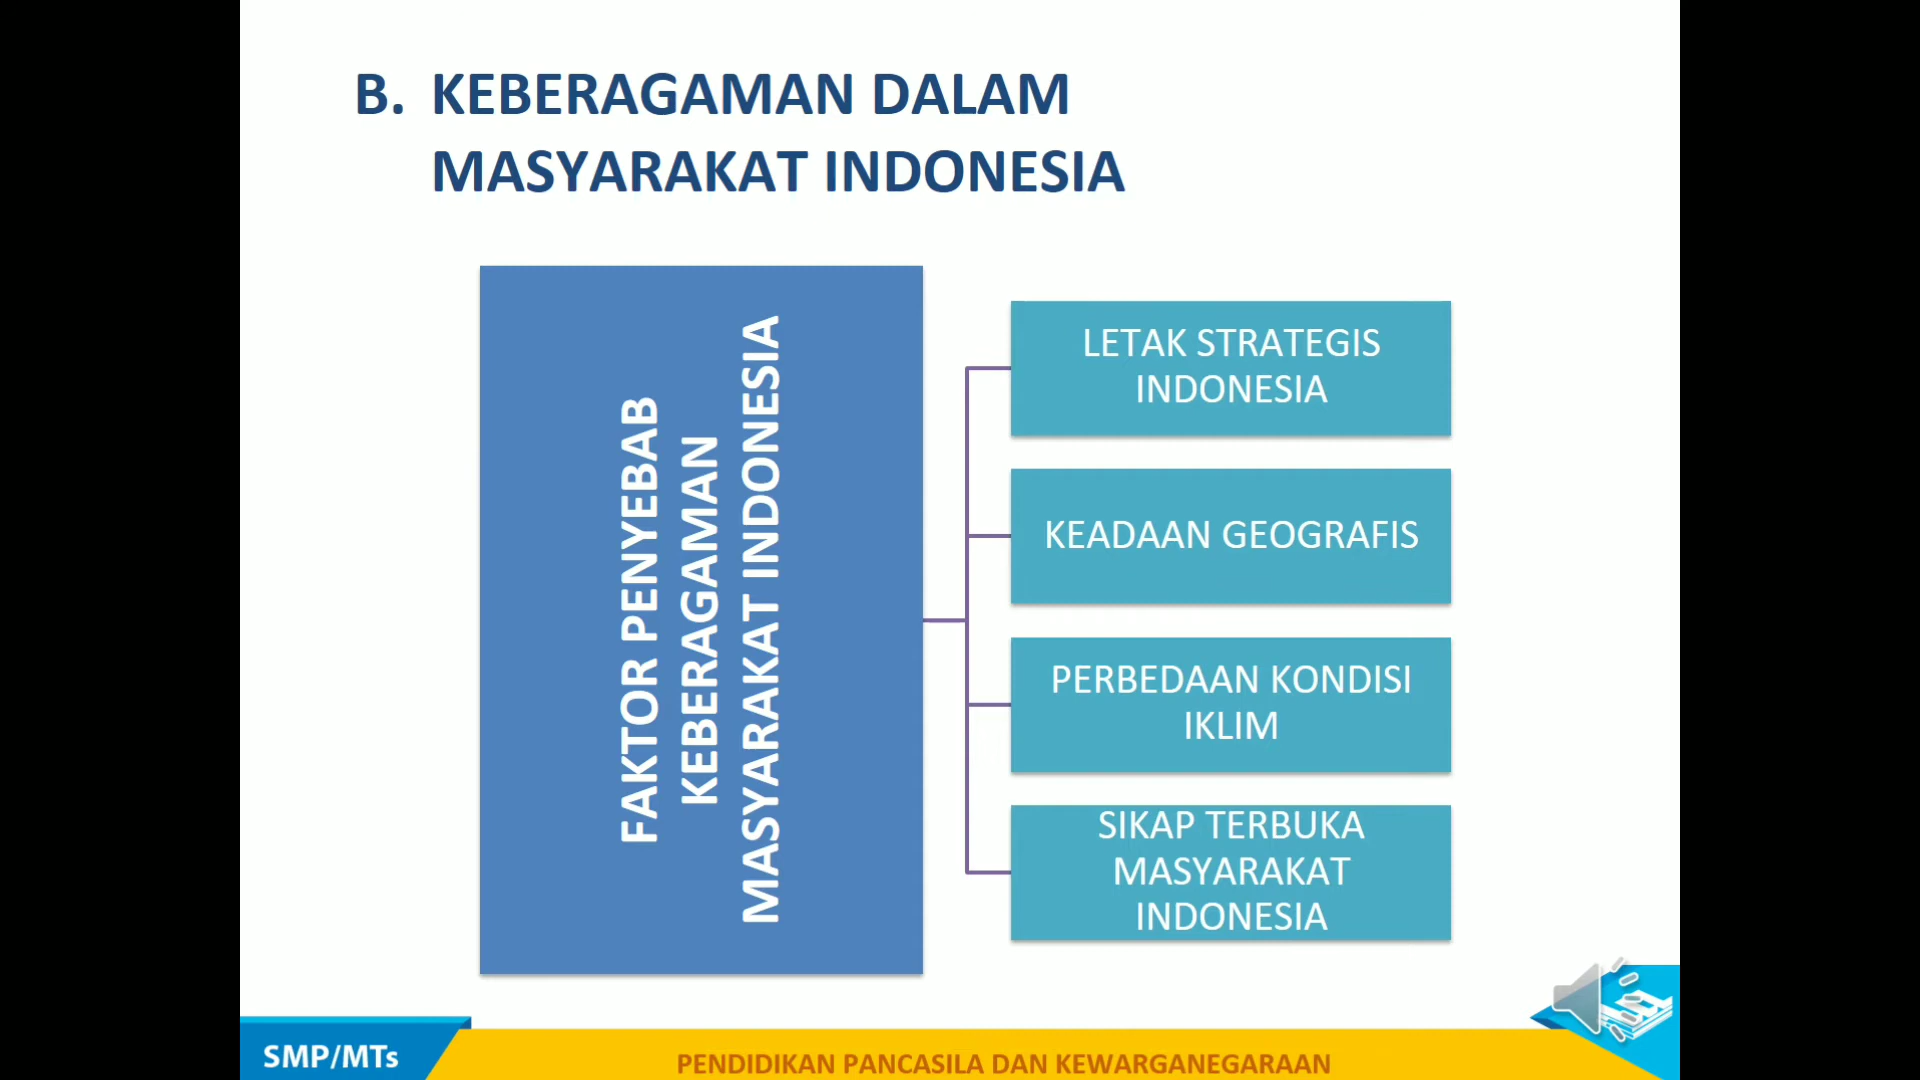 B. KEBERAGAMAN DALAM
MASYARAKAT INDONESIA
FAKTOR PENYEBAB
KEBERAGAMAN
MASYARAKAT INDONESIA
LETAK STRATEGIS
INDONESIA
KEADAAN GEOGRAFIS
PERBEDAAN KONDISI
IKLIM
SIKAP TERBUKA
MASYARAKAT
INDONESIA
SMP/MTs
PENDIDIKAN PANCASILA DAN KEWARGANEGARAAN